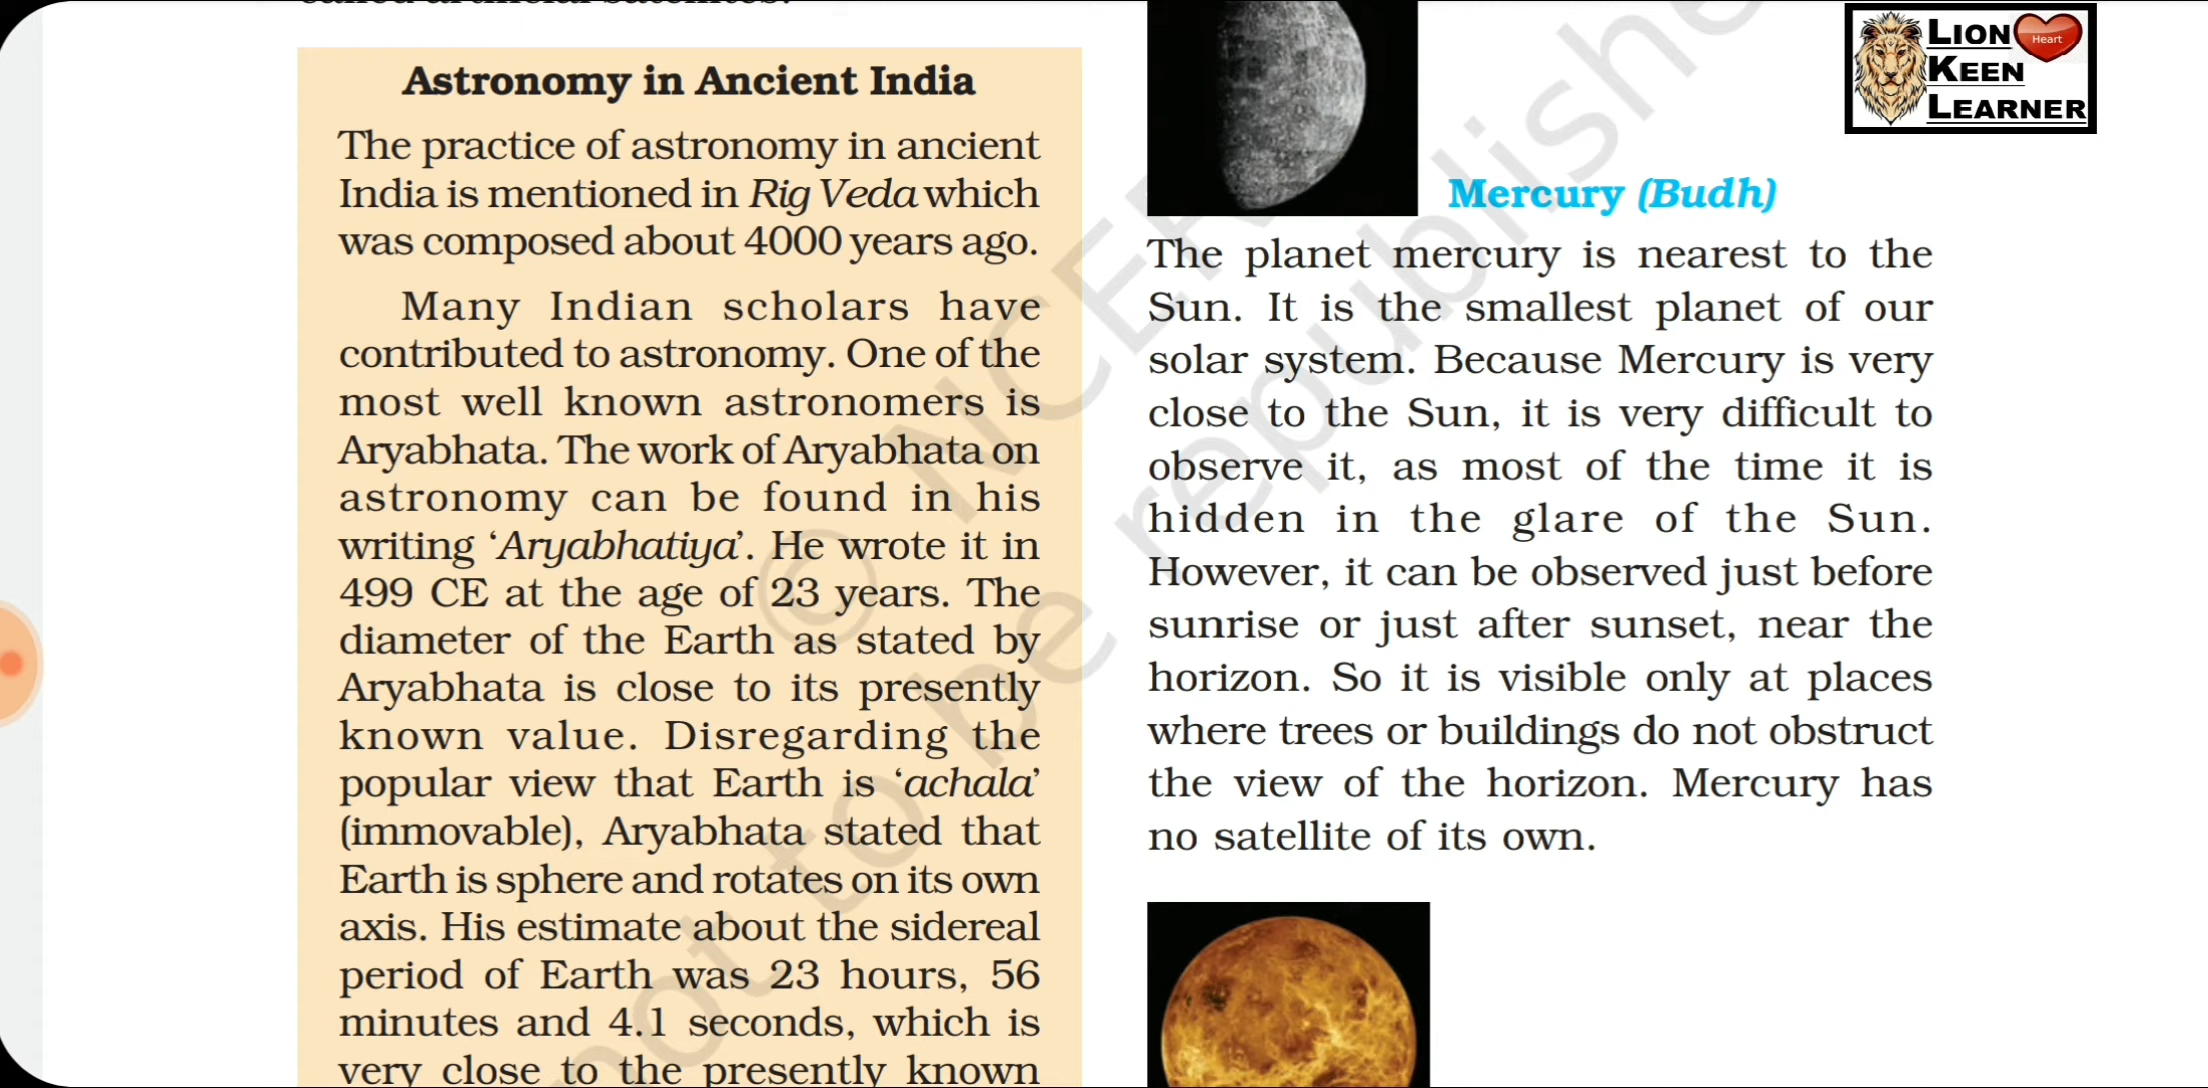 called artificial satellites.
Astronomy in Ancient India
The practice of astronomy in ancient
India is mentioned in Rig Veda which
was composed about 4000 years ago.
Many Indian scholars have
contributed to astronomy. One of the
most well known astronomers is
Aryabhata. The work of Aryabhata on
astronomy can be found in his
writing ‘Aryabhatiya’. He wrote it in
499 CE at the age of 23 years. The
diameter of the Earth as stated by
Aryabhata is close to its presently
known value. Disregarding the
popular view that Earth is ‘achala’
(immovable), Aryabhata stated that
Earth is sphere and rotates on its own
axis. His estimate about the sidereal
period of Earth was 23 hours, 56
minutes and 4.1 seconds, which is
very close to the presently known
Mercury (Budh)
The planet mercury is nearest to the
Sun. It is the smallest planet of our
solar system. Because Mercury is very
close to the Sun, it is very difficult to
observe it, as most of the time it is
hidden in the glare of the Sun.
However, it can be observed just before
sunrise or just after sunset, near the
horizon. So it is visible only at places
where trees or buildings do not obstruct
the view of the horizon. Mercury has
no satellite of its own.
LION Heart
KEEN
LEARNER
© NCER
not to be republishe